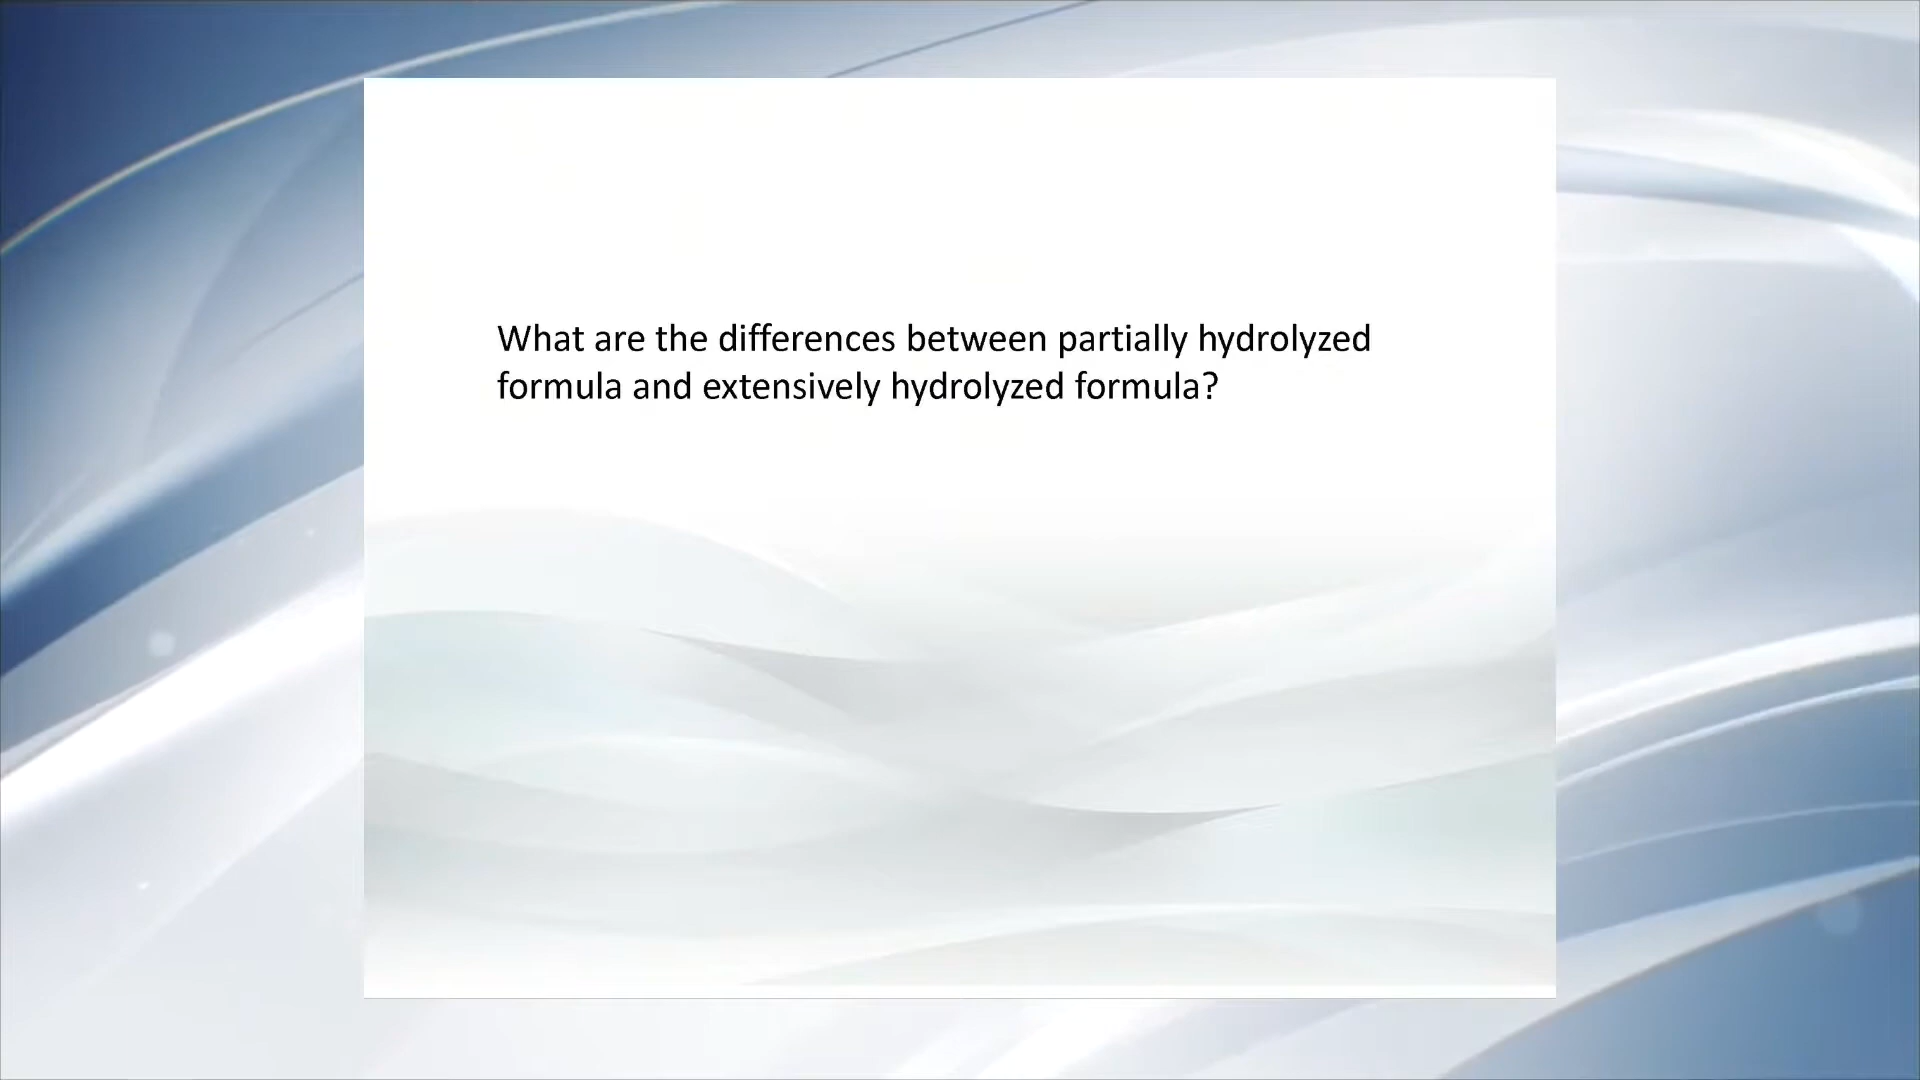 What are the differences between partially hydrolyzed
formula and extensively hydrolyzed formula?